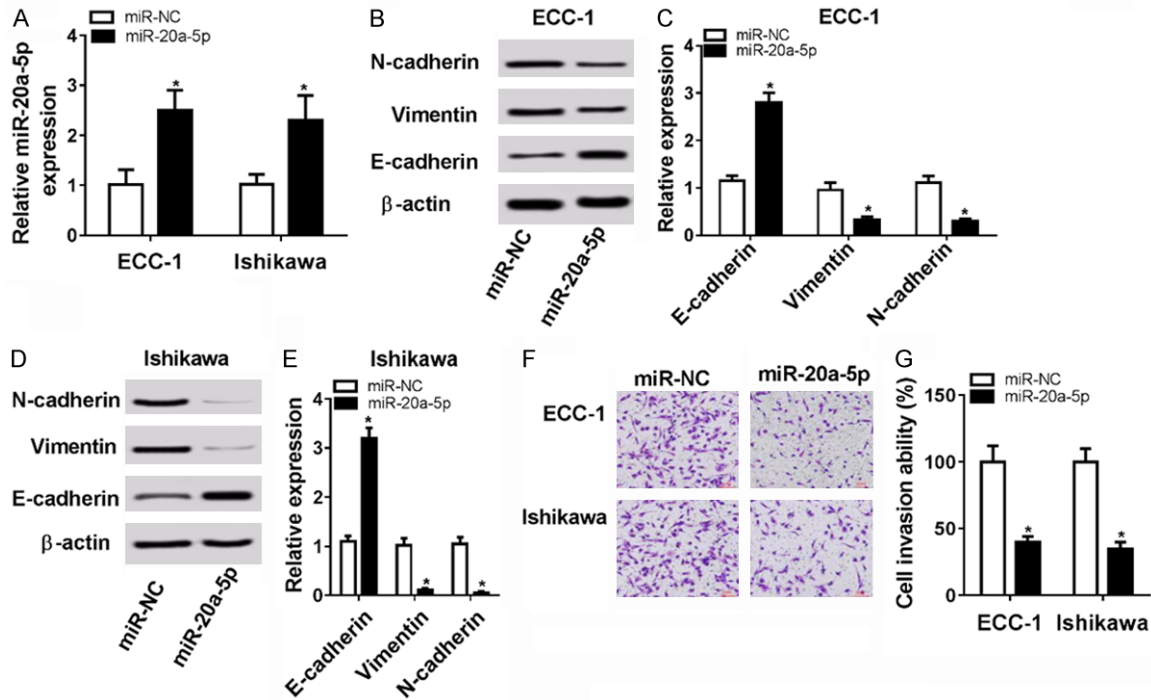 A
miR-NC
miR-20a-5p
Relative miR-20a-5p
expression
4
3
2
1
0
*
*
ECC-1
Ishikawa
B
ECC-1
N-cadherin
Vimentin
E-cadherin
β-actin
miR-NC
miR-20a-5p
C
ECC-1
miR-NC
miR-20a-5p
Relative expression
4
3
2
1
0
*
*
*
E-cadherin
Vimentin
N-cadherin
D
Ishikawa
N-cadherin
Vimentin
E-cadherin
β-actin
miR-NC
miR-20a-5p
E
Ishikawa
miR-NC
miR-20a-5p
Relative expression
4
3
2
1
0
*
*
*
E-cadherin
Vimentin
N-cadherin
F
miR-NC
miR-20a-5p
ECC-1
Ishikawa
G
miR-NC
miR-20a-5p
Cell invasion ability (%)
150
100
50
0
*
*
ECC-1
Ishikawa